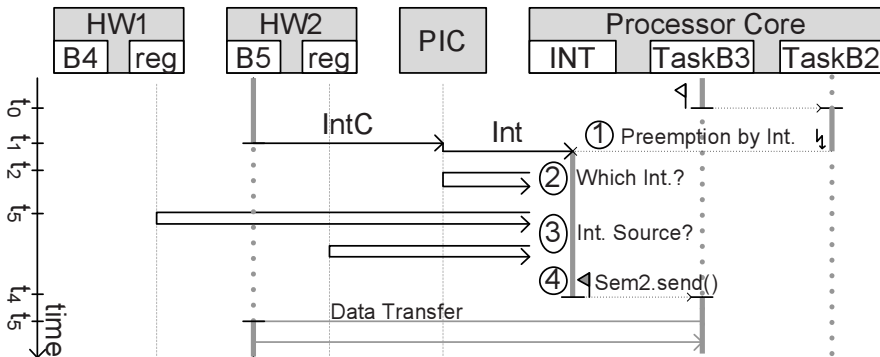 HW1 HW2 PIC Processor Core
B4 reg B5 reg INT TaskB3 TaskB2
t0
t1 IntC Int 1 Preemption by Int.
t2 2 Which Int.?
t5 3 Int. Source?
t4 4 Sem2.send()
t5 Data Transfer
time